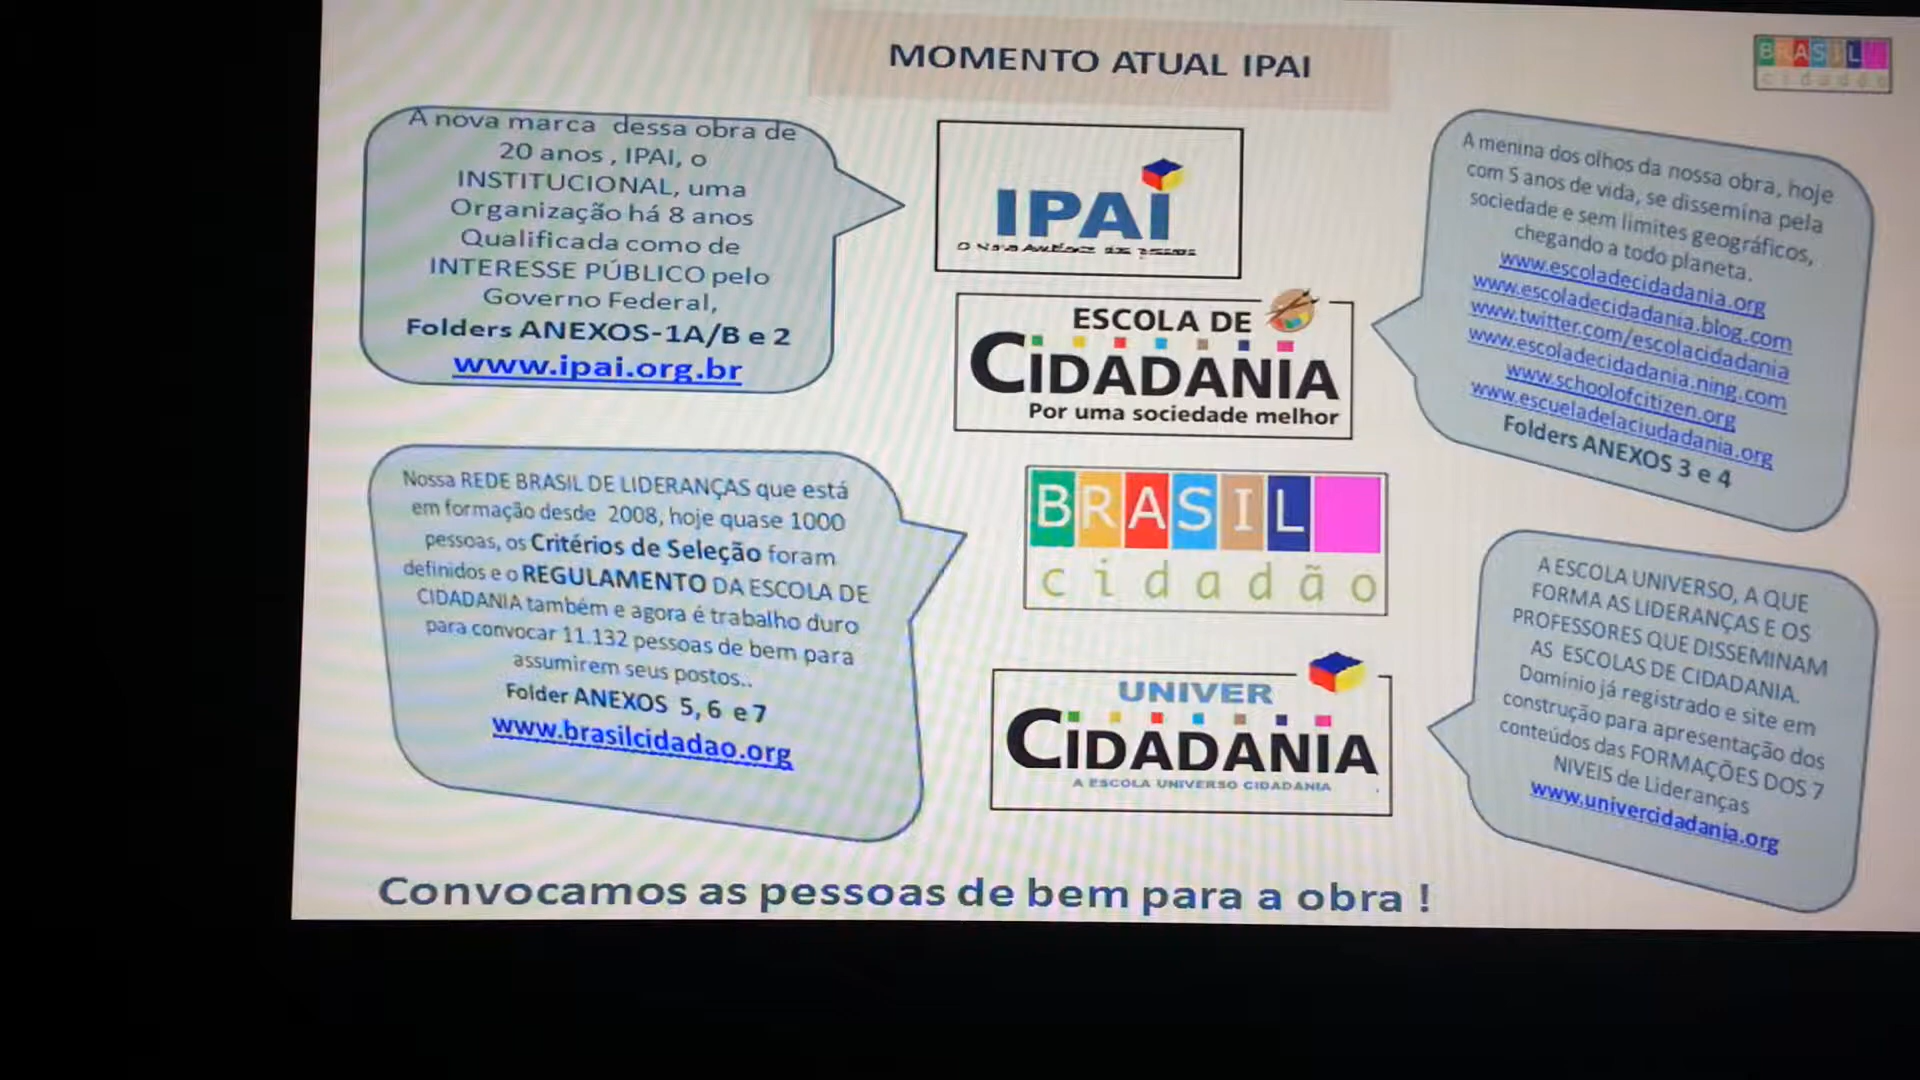 MOMENTO ATUAL IPAI
BRASIL
cidadão
A nova marca dessa obra de
20 anos , IPAI, o
INSTITUCIONAL, uma
Organização há 8 anos
Qualificada como de
INTERESSE PÚBLICO pelo
Governo Federal,
Folders ANEXOS-1A/B e 2
www.ipai.org.br
IPAI
ESCOLA DE
CIDADANIA
Por uma sociedade melhor
A menina dos olhos da nossa obra, hoje
com 5 anos de vida, se dissemina pela
sociedade e sem limites geográficos,
chegando a todo planeta.
www.escoladecidadania.org
www.escoladecidadania.blog.com
www.twitter.com/escolacidadania
www.escoladecidadania.ning.com
www.schoolofcitizen.org
www.escueladelaciudadania.org
Folders ANEXOS 3 e 4
Nossa REDE BRASIL DE LIDERANÇAS que está
em formação desde 2008, hoje quase 1000
pessoas, os Critérios de Seleção foram
definidos e o REGULAMENTO DA ESCOLA DE
CIDADANIA também e agora é trabalho duro
para convocar 11.132 pessoas de bem para
assumirem seus postos..
Folder ANEXOS 5, 6 e 7
www.brasilcidadao.org
BRASIL
cidadão
UNIVER
CIDADANIA
A ESCOLA UNIVERSO CIDADANIA
A ESCOLA UNIVERSO, A QUE
FORMA AS LIDERANÇAS E OS
PROFESSORES QUE DISSEMINAM
AS ESCOLAS DE CIDADANIA.
Domínio já registrado e site em
construção para apresentação dos
conteúdos das FORMAÇÕES DOS 7
NIVEIS de Lideranças
www.univercidadania.org
Convocamos as pessoas de bem para a obra !